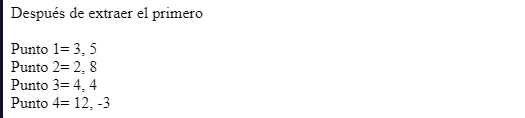 Después de extraer el primero
Punto 1= 3, 5
Punto 2= 2, 8
Punto 3= 4, 4
Punto 4= 12, -3